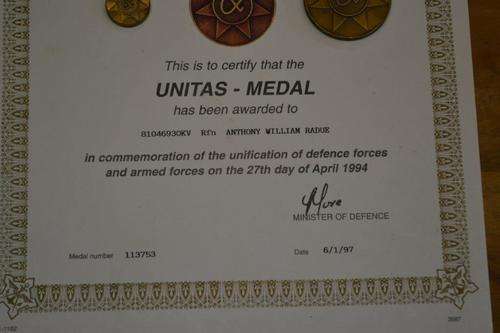 This is to certify that the
UNITAS - MEDAL
has been awarded to
81046930KV Rfn ANTHONY WILLIAM RADUE
in commemoration of the unification of defence forces
and armed forces on the 27th day of April 1994
MINISTER OF DEFENCE
Medal number 113753 Date 6/1/97